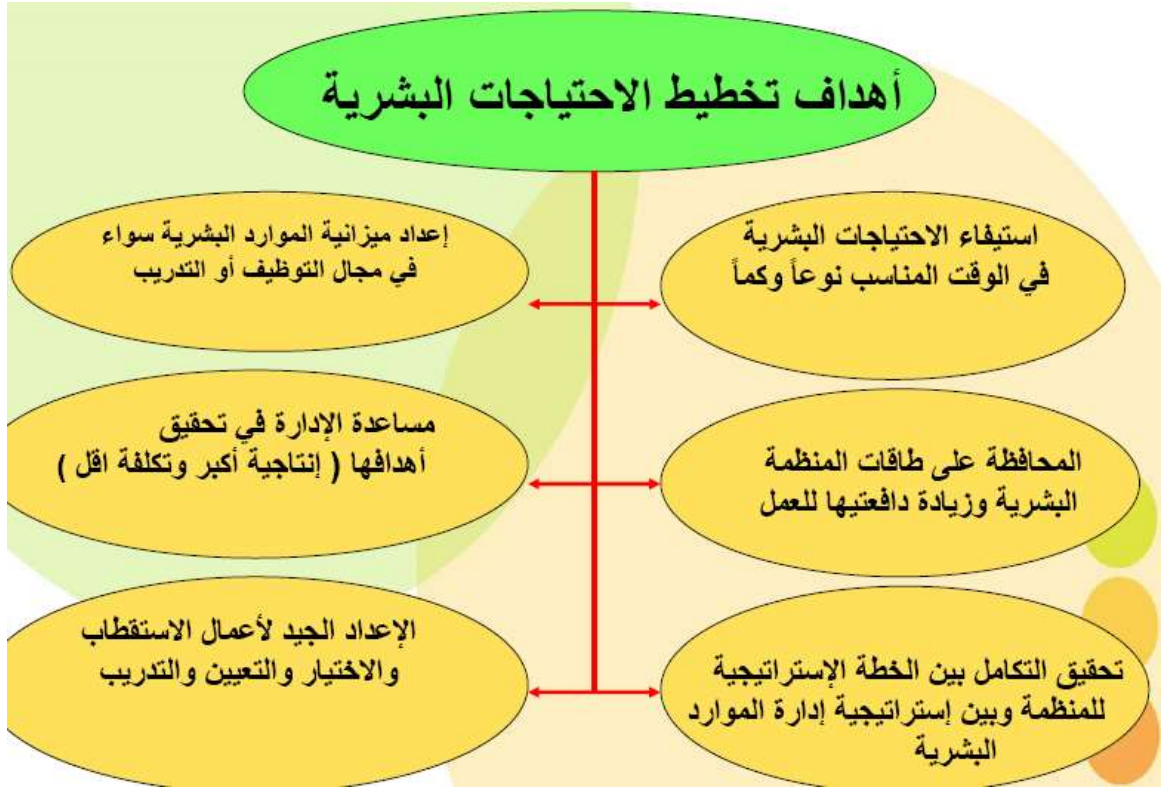 أهداف تخطيط الاحتياجات البشرية
استيفاء الاحتياجات البشرية
في الوقت المناسب نوعاً وكماً
إعداد ميزانية الموارد البشرية سواء
في مجال التوظيف أو التدريب
المحافظة على طاقات المنظمة
البشرية وزيادة دافعتيها للعمل
مساعدة الإدارة في تحقيق
أهدافها ( إنتاجية أكبر وتكلفة اقل )
تحقيق التكامل بين الخطة الإستراتيجية
للمنظمة وبين إستراتيجية إدارة الموارد
البشرية
الإعداد الجيد لأعمال الاستقطاب
والاختيار والتعيين والتدريب